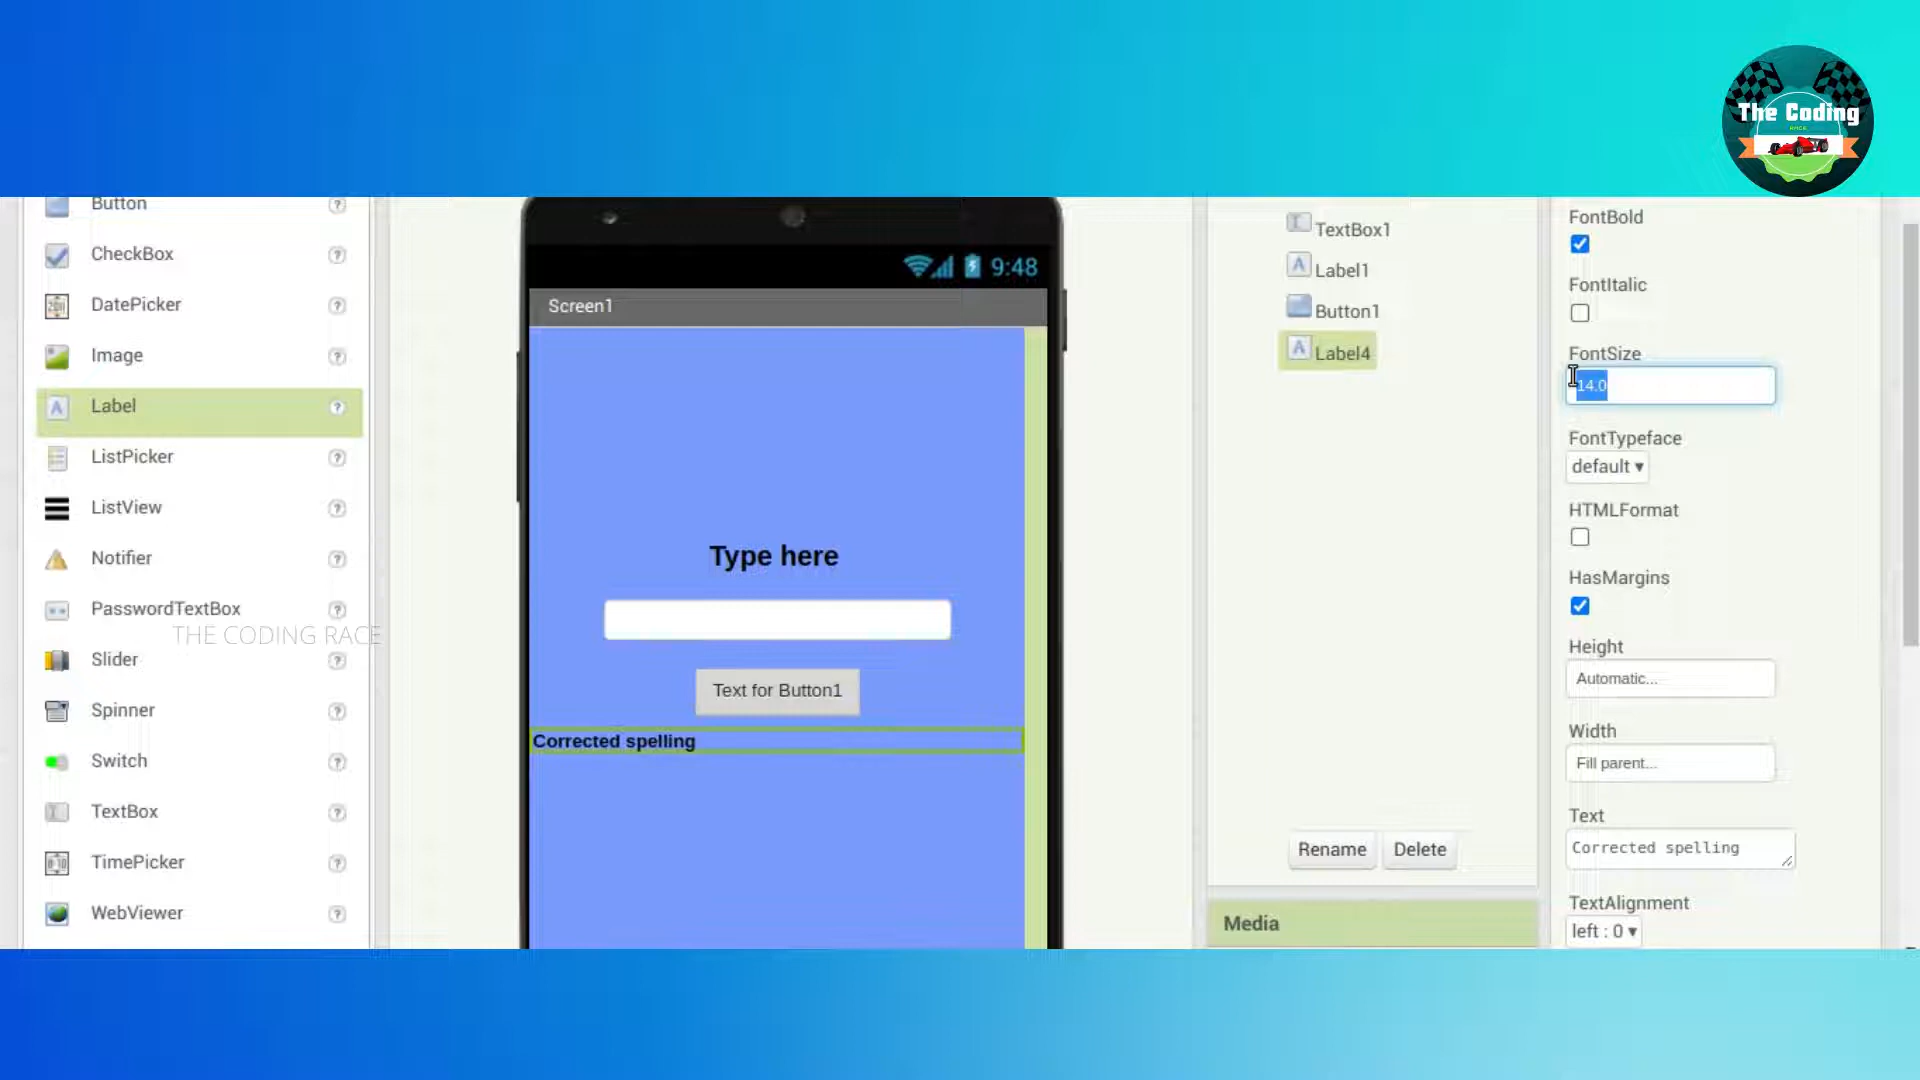 The Coding
RACE
Button
?
CheckBox
?
DatePicker
?
Image
?
Label
?
ListPicker
?
ListView
?
Notifier
?
PasswordTextBox
?
THE CODING RACE
Slider
?
Spinner
?
Switch
?
TextBox
?
TimePicker
?
WebViewer
?
9:48
Screen1
Type here
Text for Button1
Corrected spelling
TextBox1
A Label1
Button1
A Label4
Rename
Delete
Media
FontBold
FontItalic
FontSize
14.0
FontTypeface
default
HTMLFormat
HasMargins
Height
Automatic...
Width
Fill parent...
Text
Corrected spelling
TextAlignment
left : 0